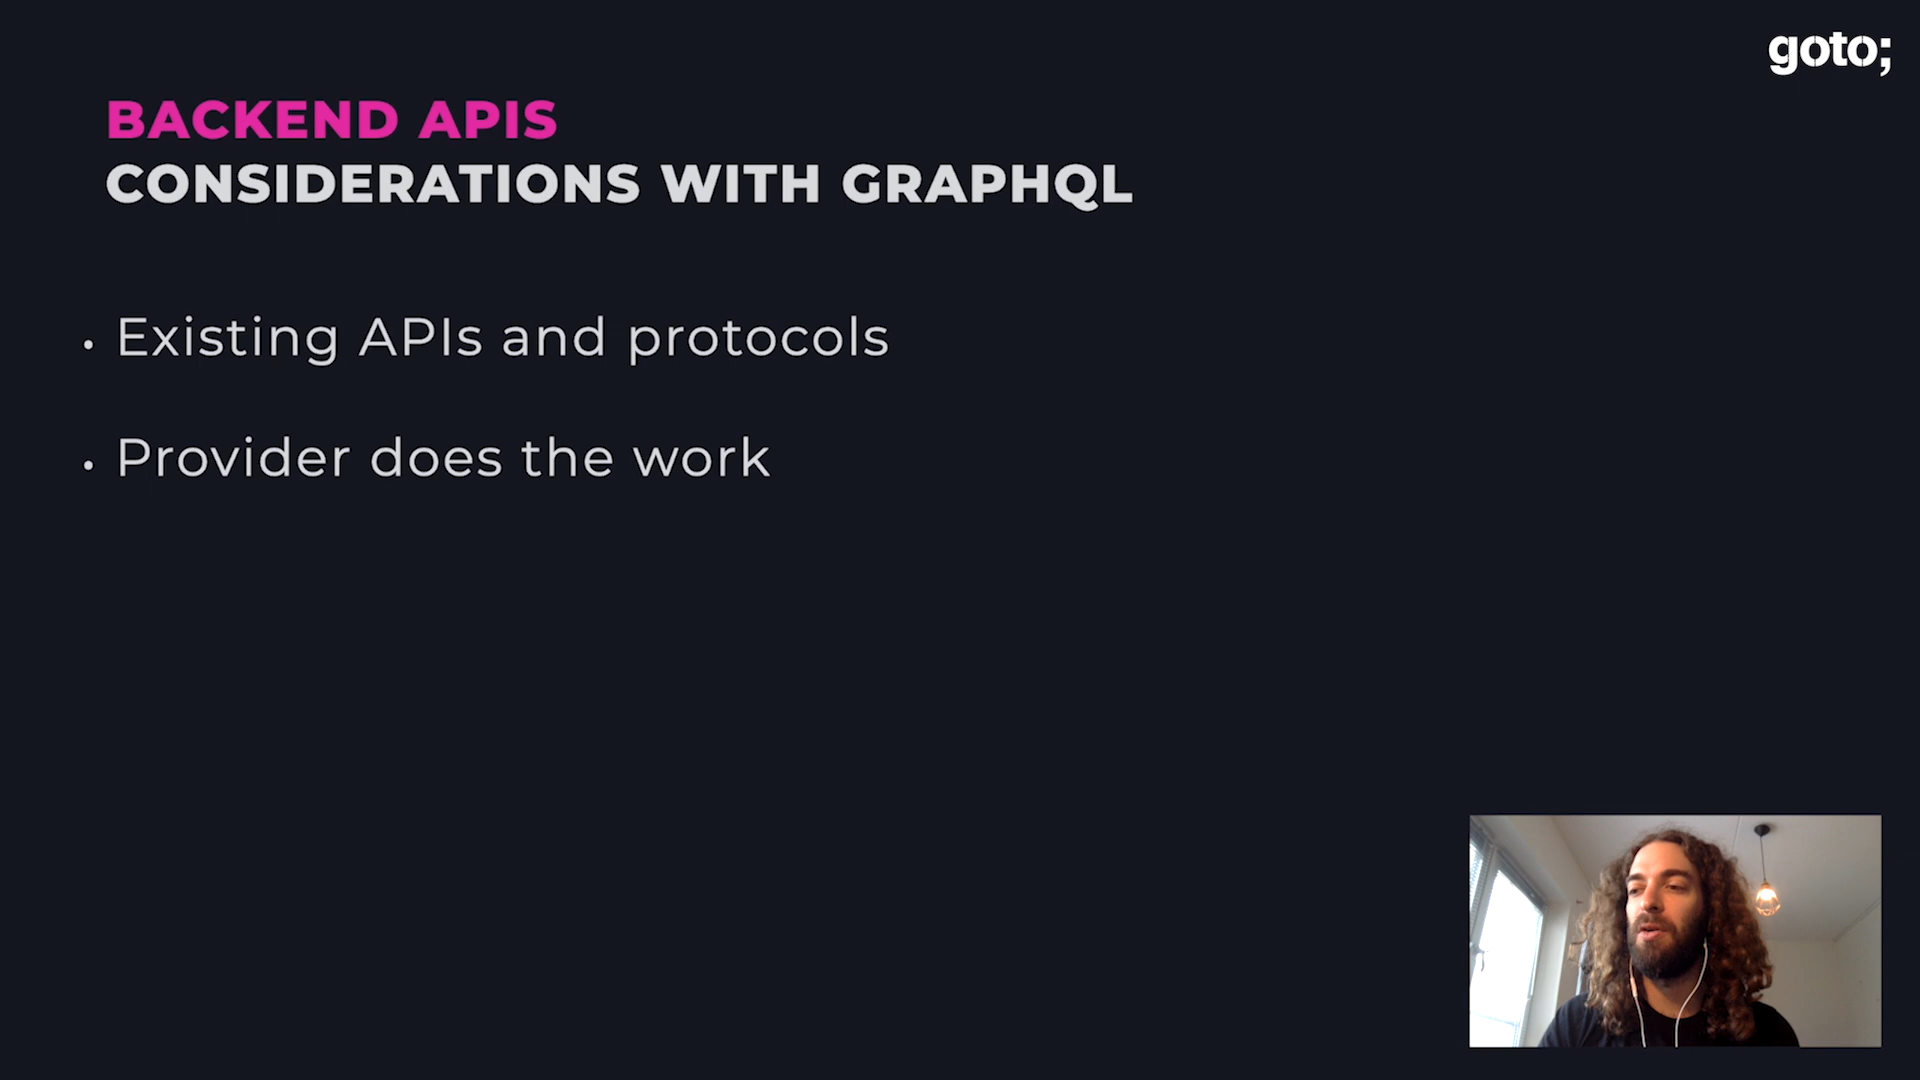 goto;
BACKEND APIS
CONSIDERATIONS WITH GRAPHQL
• Existing APIs and protocols
• Provider does the work